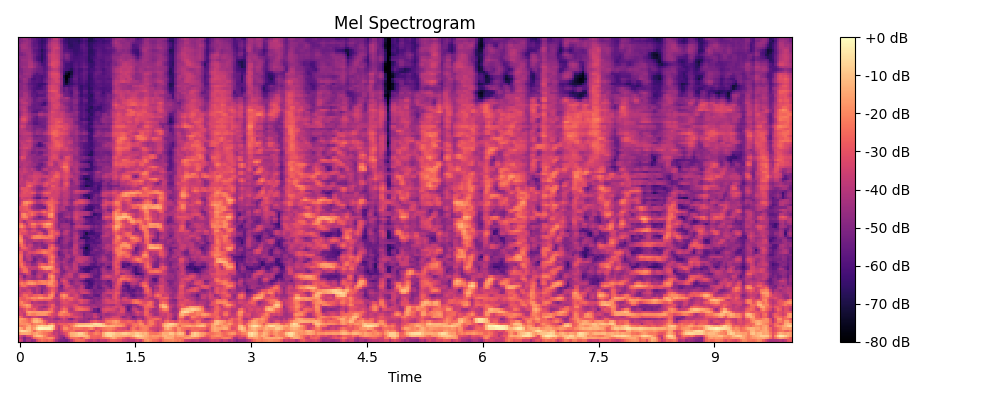 Mel Spectrogram
+0 dB
-10 dB
-20 dB
-30 dB
-40 dB
-50 dB
-60 dB
-70 dB
-80 dB
0 1.5 3 4.5 6 7.5 9
Time